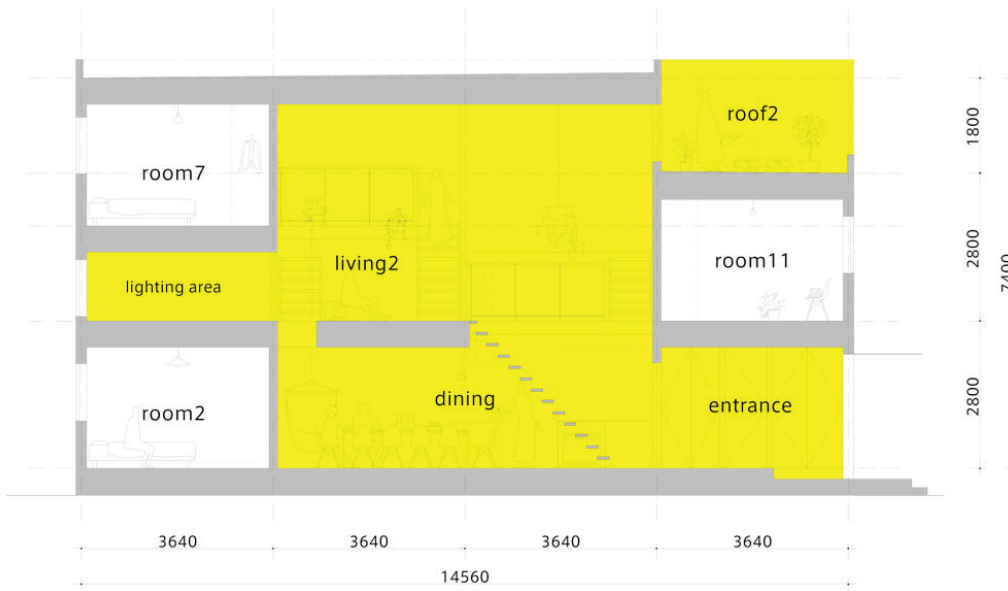 roof2
room7
living2
room11
lighting area
dining
room2
entrance
1800
2800
2800
7400
3640
3640
3640
3640
14560